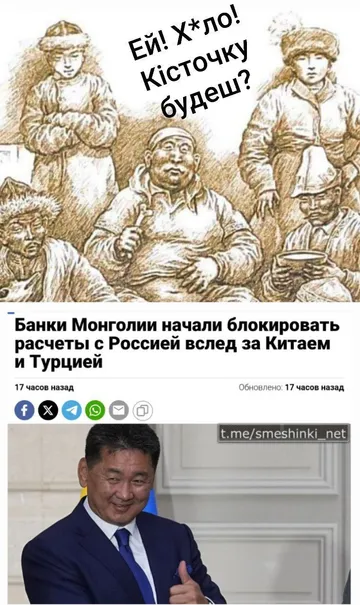 Ей! Х*ло!
Кісточку
будеш?
Банки Монголии начали блокировать
расчеты с Россией вслед за Китаем
и Турцией
17 часов назад
Обновлено: 17 часов назад
t.me/smeshinki_net